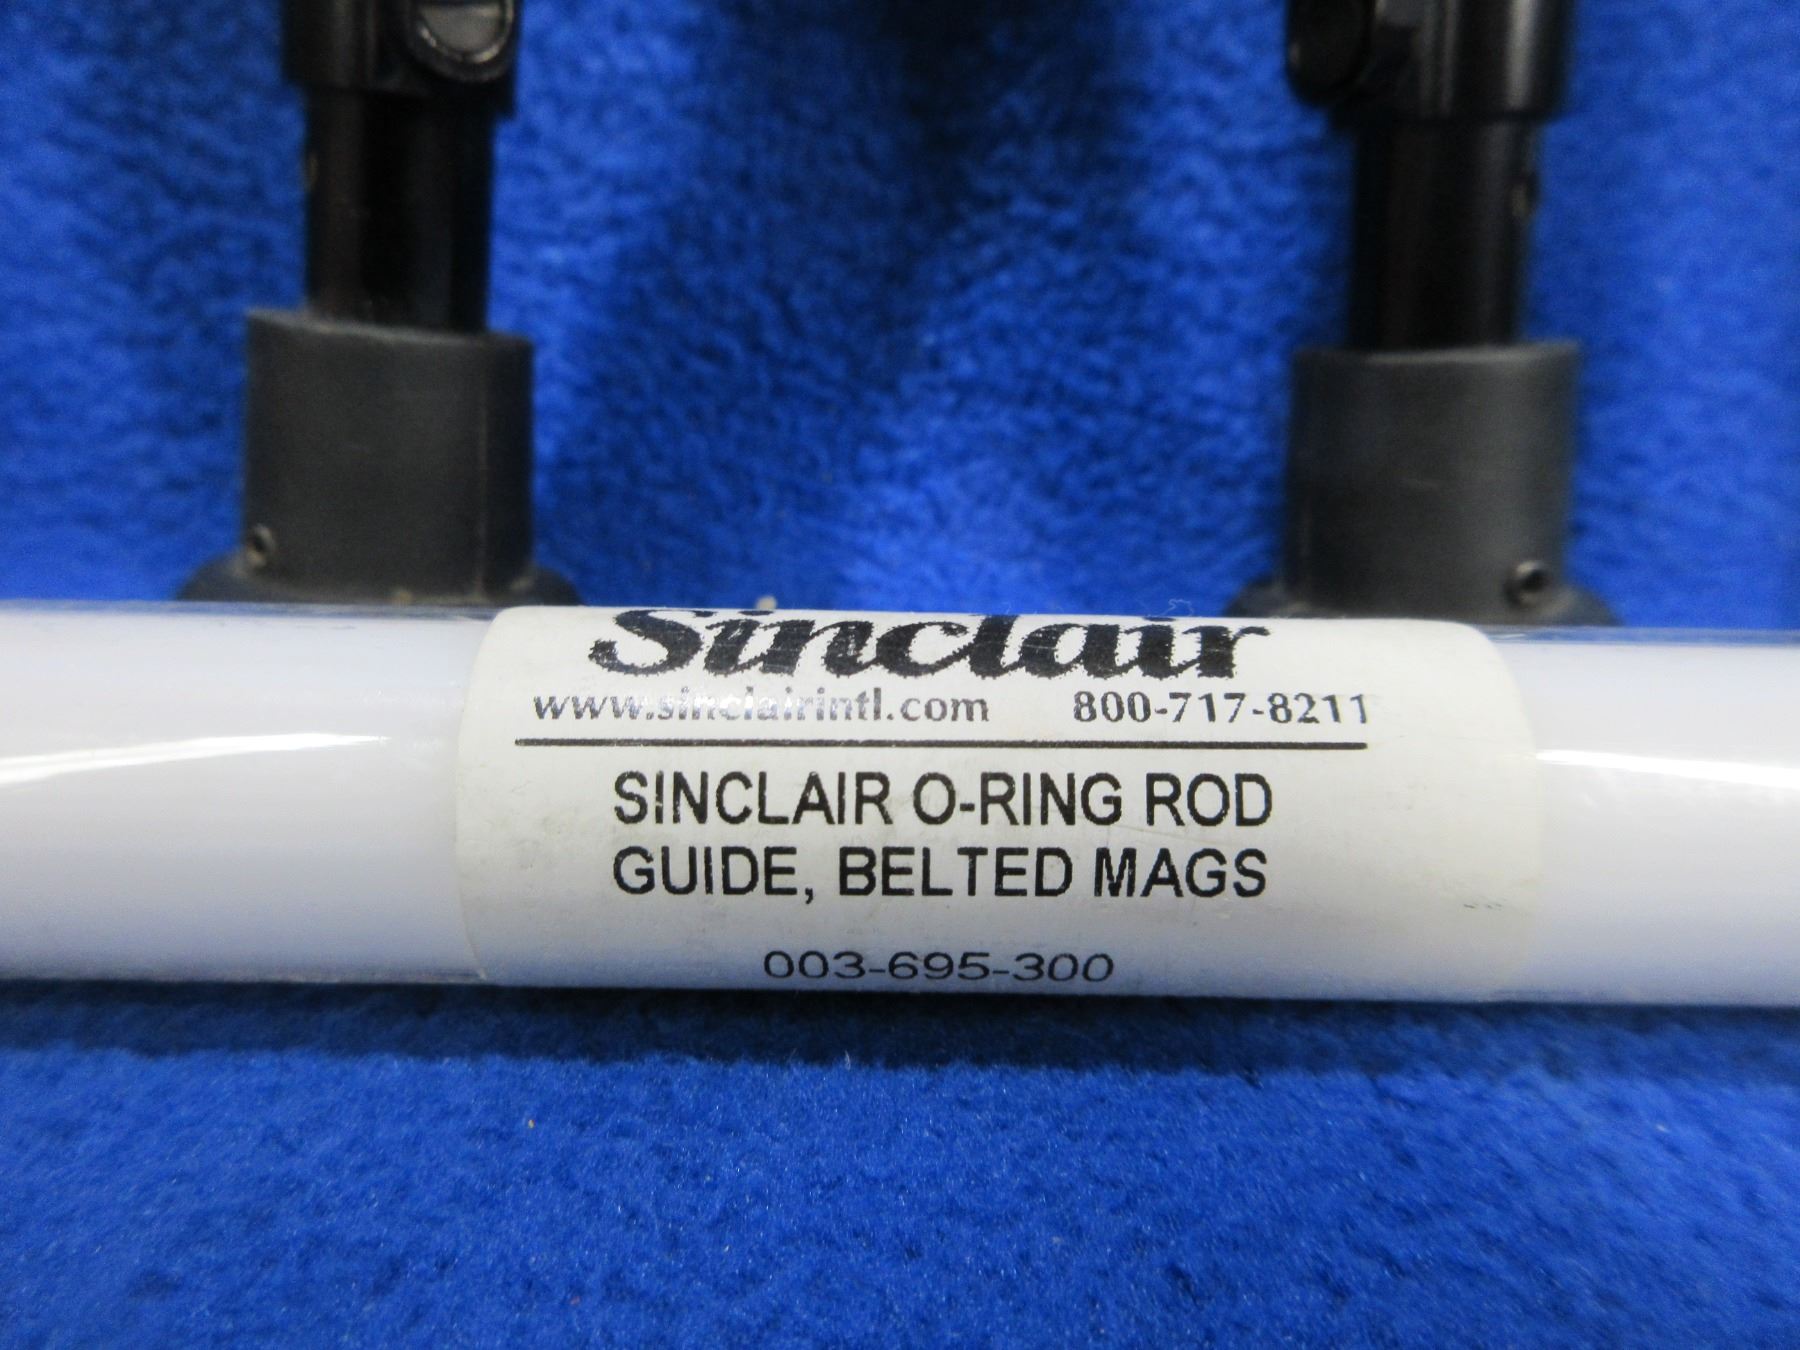 Sinclair
www.sinclairintl.com 800-717-8211
SINCLAIR O-RING ROD
GUIDE, BELTED MAGS
003-695-300